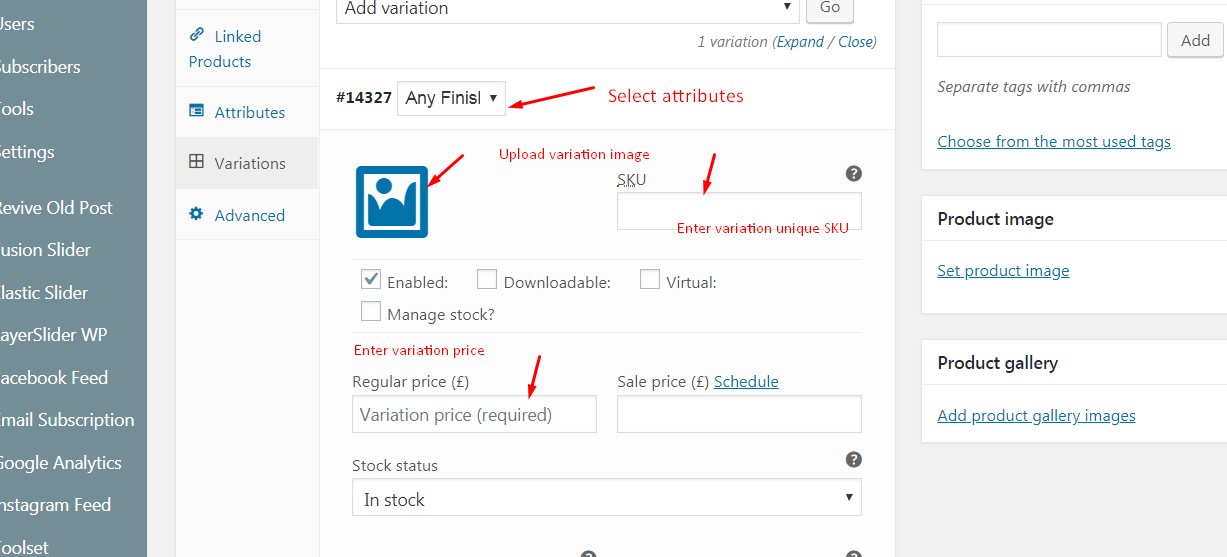 Users
Subscribers
Tools
Settings
Revive Old Post
Fusion Slider
Elastic Slider
LayerSlider WP
Facebook Feed
Email Subscription
Google Analytics
Instagram Feed
Toolset
Linked
Products
Attributes
Variations
Advanced
Add variation
Go
1 variation (Expand / Close)
#14327
Any Finisl
Select attributes
Upload variation image
SKU
?
Enter variation unique SKU
Enabled:
Downloadable:
Virtual:
Manage stock?
Enter variation price
Regular price (£)
Sale price (£) Schedule
Variation price (required)
Stock status
?
In stock
Add
Separate tags with commas
Choose from the most used tags
Product image
Set product image
Product gallery
Add product gallery images